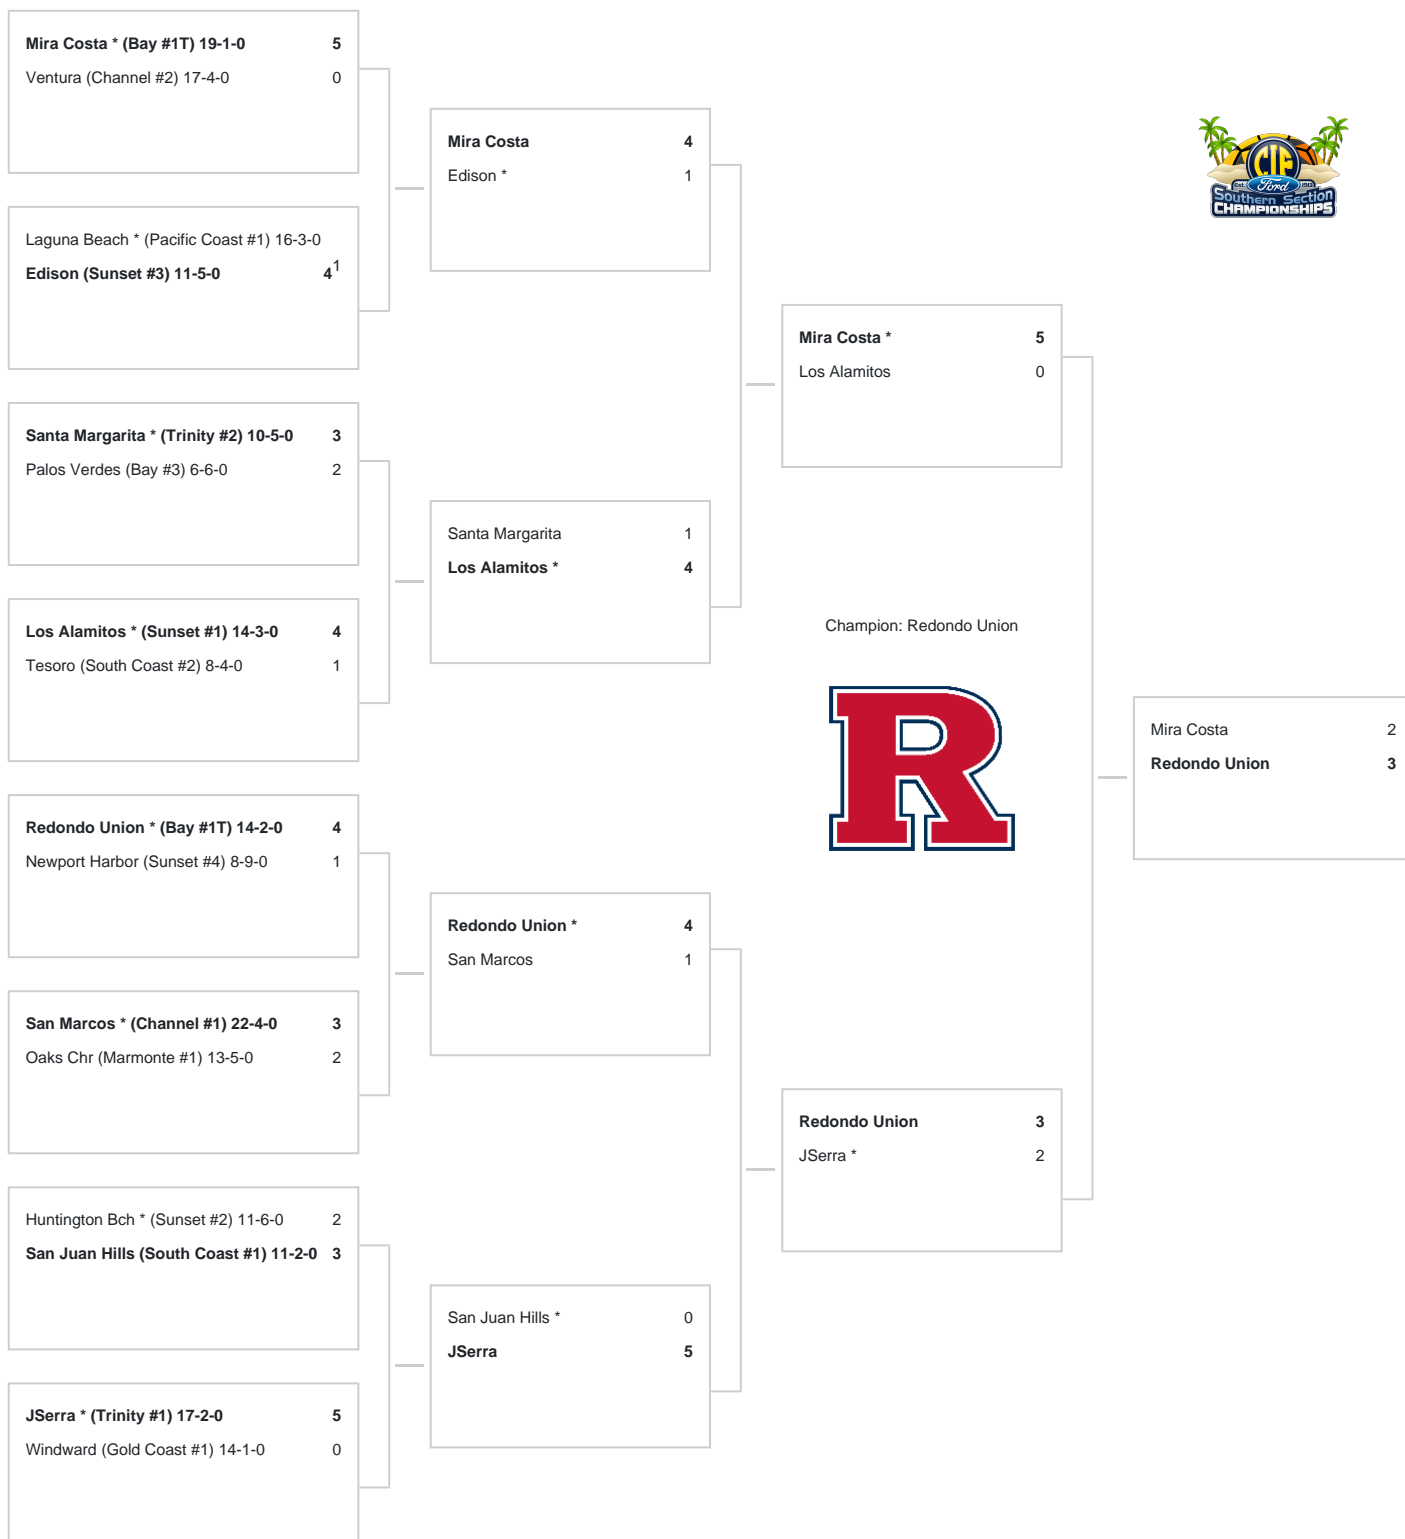 Mira Costa * (Bay #1T) 19-1-0 5
Ventura (Channel #2) 17-4-0 0
Laguna Beach * (Pacific Coast #1) 16-3-0 1
Edison (Sunset #3) 11-5-0 4
Santa Margarita * (Trinity #2) 10-5-0 3
Palos Verdes (Bay #3) 6-6-0 2
Los Alamitos * (Sunset #1) 14-3-0 4
Tesoro (South Coast #2) 8-4-0 1
Redondo Union * (Bay #1T) 14-2-0 4
Newport Harbor (Sunset #4) 8-9-0 1
San Marcos * (Channel #1) 22-4-0 3
Oaks Chr (Marmonte #1) 13-5-0 2
Huntington Bch * (Sunset #2) 11-6-0 2
San Juan Hills (South Coast #1) 11-2-0 3
JSerra * (Trinity #1) 17-2-0 5
Windward (Gold Coast #1) 14-1-0 0
Mira Costa 4
Edison * 1
Santa Margarita 1
Los Alamitos * 4
Redondo Union * 4
San Marcos 1
San Juan Hills * 0
JSerra 5
Mira Costa * 5
Los Alamitos 0
Champion: Redondo Union
R
Redondo Union 3
JSerra * 2
CIF
Est. Ford 1913
Southern Section
CHAMPIONSHIPS
Mira Costa 2
Redondo Union 3